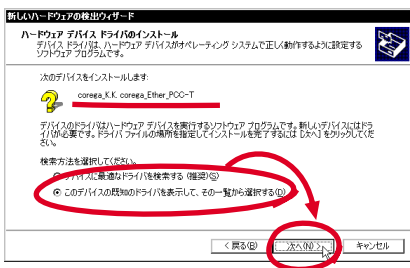 新しいハードウェアの検出ウィザード
ハードウェア デバイス ドライバのインストール
デバイス ドライバは、ハードウェア デバイスがオペレーティング システムで正しく動作するように設定する
ソフトウェア プログラムです。
次のデバイスをインストールします:
corega_K.K. corega_Ether_PCC-T
デバイスのドライバはハードウェア デバイスを実行するソフトウェア プログラムです。新しいデバイスにはドラ
イバが必要です。ドライバ ファイルの場所を指定してインストールを完了するには [次へ] をクリックしてくだ
さい。
検索方法を選択してください。
デバイスに最適なドライバを検索する (推奨)(S)
このデバイスの既知のドライバを表示して、その一覧から選択する(D)
< 戻る(B)
次へ(N) >
キャンセル